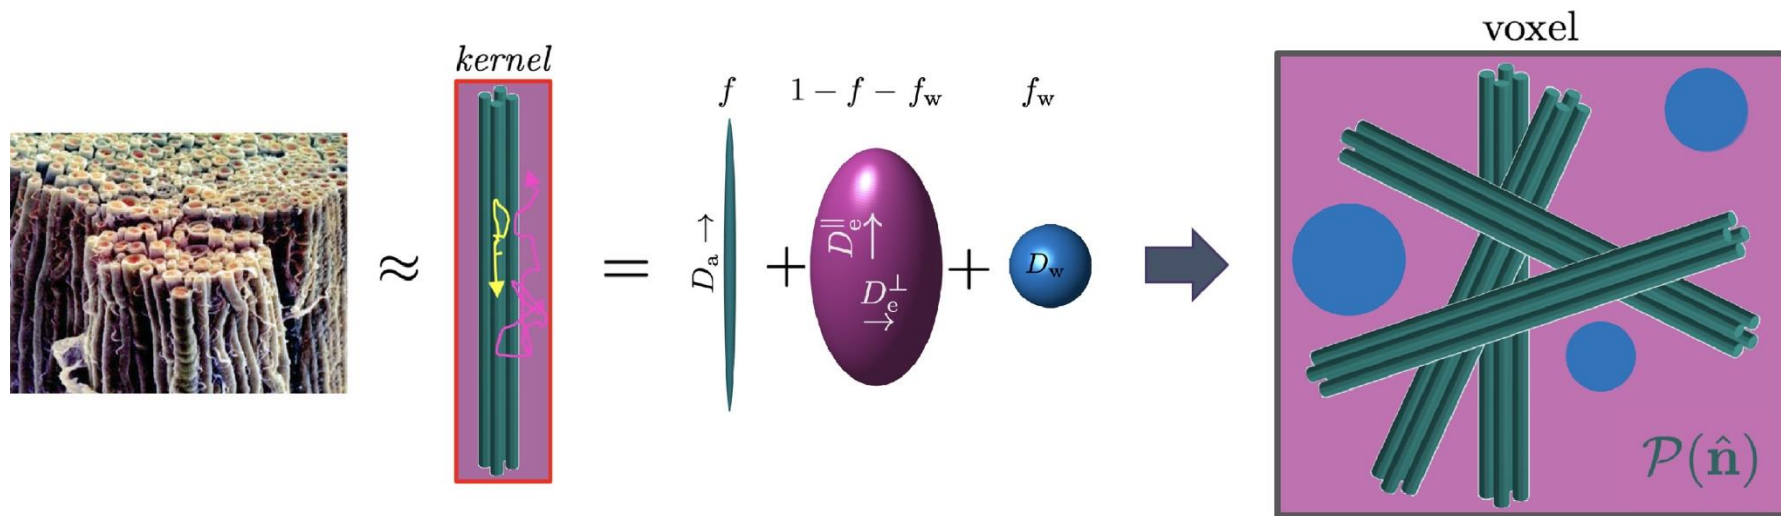 kernel
f
1 − f − f_w
f_w
voxel
≈
=
D_a →
+
D_e^∥ →
D_e^⊥ →
+
D_w
𝒫(n̂)